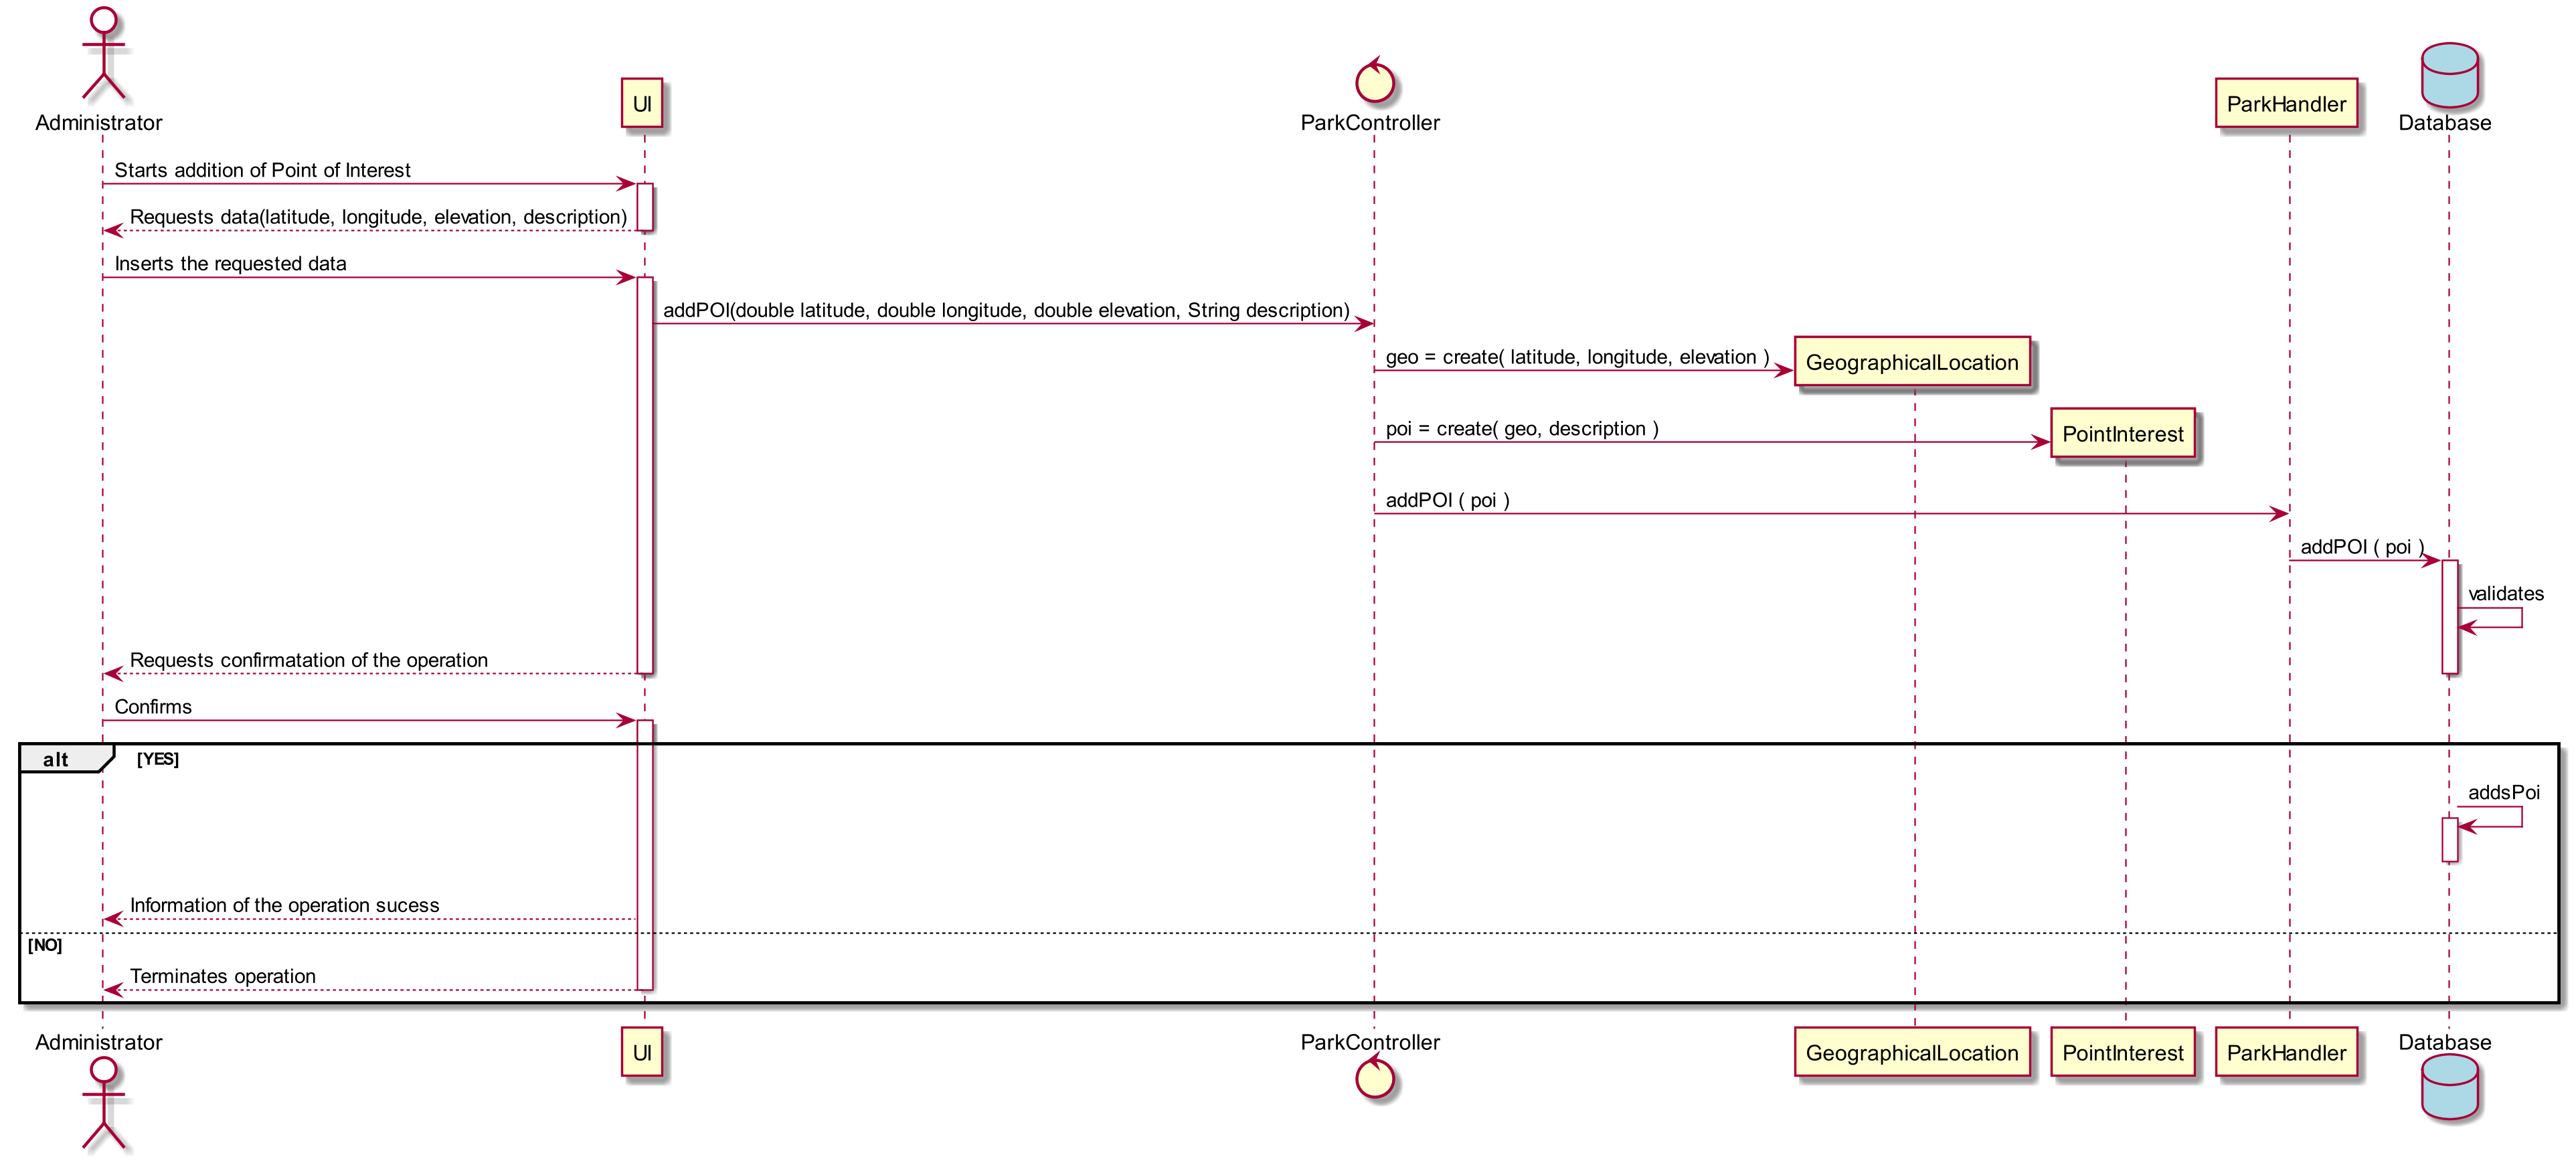 Administrator
UI
ParkController
ParkHandler
Database
Starts addition of Point of Interest
Requests data(latitude, longitude, elevation, description)
Inserts the requested data
addPOI(double latitude, double longitude, double elevation, String description)
geo = create( latitude, longitude, elevation )
GeographicalLocation
poi = create( geo, description )
PointInterest
addPOI ( poi )
addPOI ( poi )
validates
Requests confirmatation of the operation
Confirms
alt [YES]
addsPoi
Information of the operation sucess
[NO]
Terminates operation
Administrator
UI
ParkController
GeographicalLocation
PointInterest
ParkHandler
Database